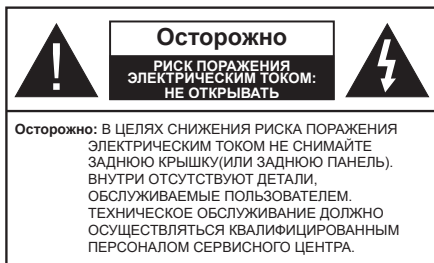 Осторожно
РИСК ПОРАЖЕНИЯ
ЭЛЕКТРИЧЕСКИМ ТОКОМ:
НЕ ОТКРЫВАТЬ
Осторожно: В ЦЕЛЯХ СНИЖЕНИЯ РИСКА ПОРАЖЕНИЯ
ЭЛЕКТРИЧЕСКИМ ТОКОМ НЕ СНИМАЙТЕ
ЗАДНЮЮ КРЫШКУ(ИЛИ ЗАДНЮЮ ПАНЕЛЬ).
ВНУТРИ ОТСУТСТВУЮТ ДЕТАЛИ,
ОБСЛУЖИВАЕМЫЕ ПОЛЬЗОВАТЕЛЕМ.
ТЕХНИЧЕСКОЕ ОБСЛУЖИВАНИЕ ДОЛЖНО
ОСУЩЕСТВЛЯТЬСЯ КВАЛИФИЦИРОВАННЫМ
ПЕРСОНАЛОМ СЕРВИСНОГО ЦЕНТРА.